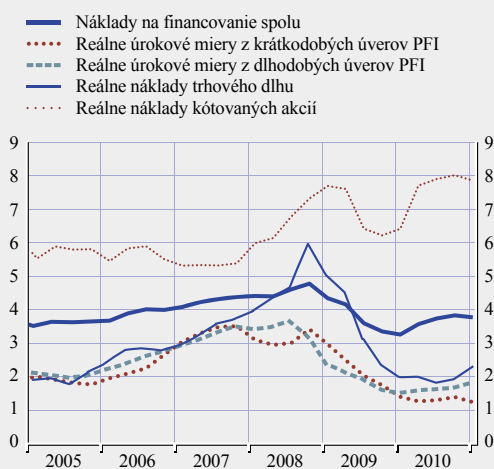 Náklady na financovanie spolu
Reálne úrokové miery z krátkodobých úverov PFI
Reálne úrokové miery z dlhodobých úverov PFI
Reálne náklady trhového dlhu
Reálne náklady kótovaných akcií
9 9
8 8
7 7
6 6
5 5
4 4
3 3
2 2
1 1
0 0
2005 2006 2007 2008 2009 2010